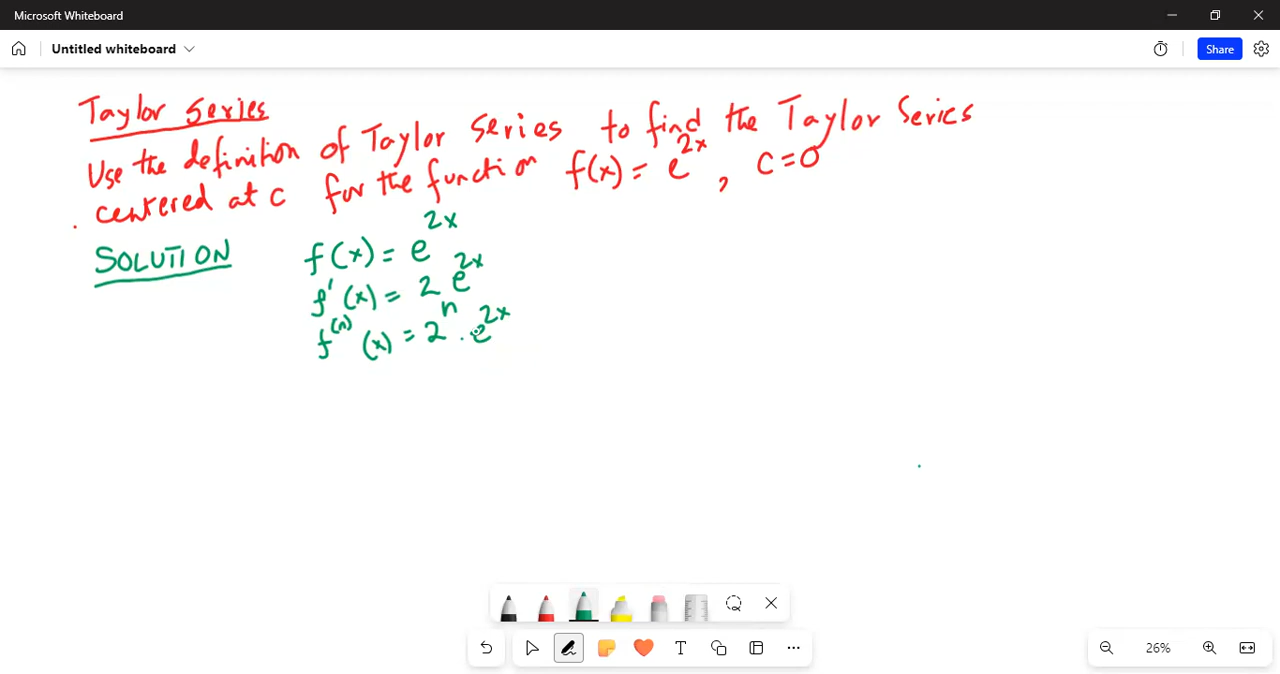 Microsoft Whiteboard
Untitled whiteboard
Share
Taylor Series
Use the definition of Taylor Series to find the Taylor Series
centered at c for the function f(x) = e^2x, c=0
SOLUTION
f(x) = e^2x
f'(x) = 2 e^2x
f^(n) (x) = 2^n . e^2x
26%